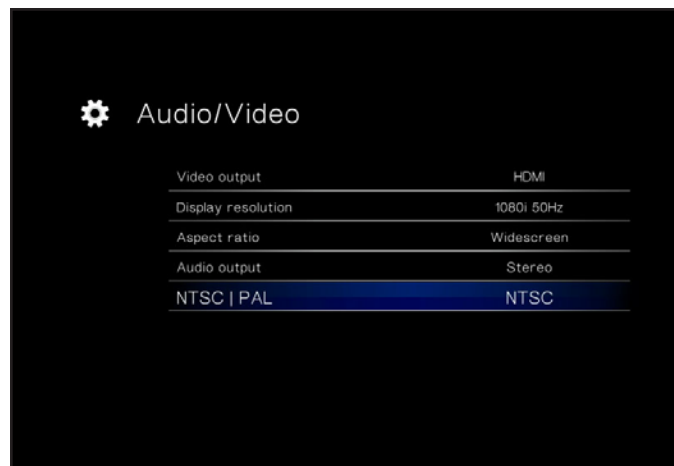 Audio/Video
Video output HDMI
Display resolution 1080i 50Hz
Aspect ratio Widescreen
Audio output Stereo
NTSC | PAL NTSC